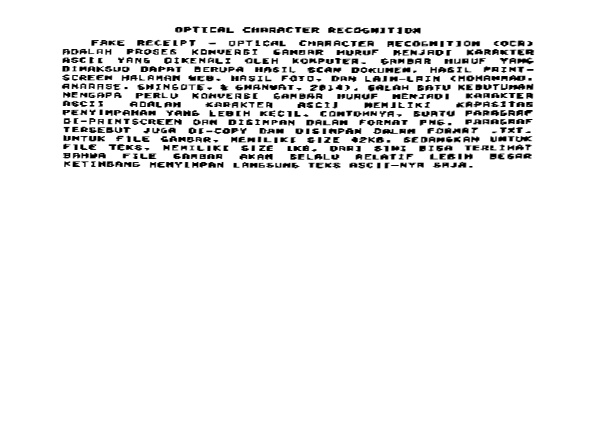 OPTICAL CHARACTER RECOGNITION
FAKE RECEIPT - OPTICAL CHARACTER RECOGNITION (OCR)
ADALAH PROSES KONVERSI GAMBAR HURUF MENJADI KARAKTER
ASCII YANG DIKENALI OLEH KOMPUTER. GAMBAR HURUF YANG
DIMAKSUD DAPAT BERUPA HASIL SCAN DOKUMEN, HASIL PRINT-
SCREEN HALAMAN WEB, HASIL FOTO, DAN LAIN-LAIN (MOHAMMAD,
ANARASE, SHINGOTE, & GHANWAT, 2014). SALAH SATU KEBUTUHAN
MENGAPA PERLU KONVERSI GAMBAR HURUF MENJADI KARAKTER
ASCII ADALAH KARAKTER ASCII MEMILIKI KAPASITAS
PENYIMPANAN YANG LEBIH KECIL. CONTOHNYA, SUATU PARAGRAF
DI-PRINTSCREEN DAN DISIMPAN DALAM FORMAT PNG. PARAGRAF
TERSEBUT JUGA DI-COPY DAN DISIMPAN DALAM FORMAT .TXT.
UNTUK FILE GAMBAR, MEMILIKI SIZE 42KB. SEDANGKAN UNTUK
FILE TEKS, MEMILIKI SIZE 1KB. DARI SINI BISA TERLIHAT
BAHWA FILE GAMBAR AKAN SELALU RELATIF LEBIH BESAR
KETIMBANG MENYIMPAN LANGSUNG TEKS ASCII-NYA SAJA.